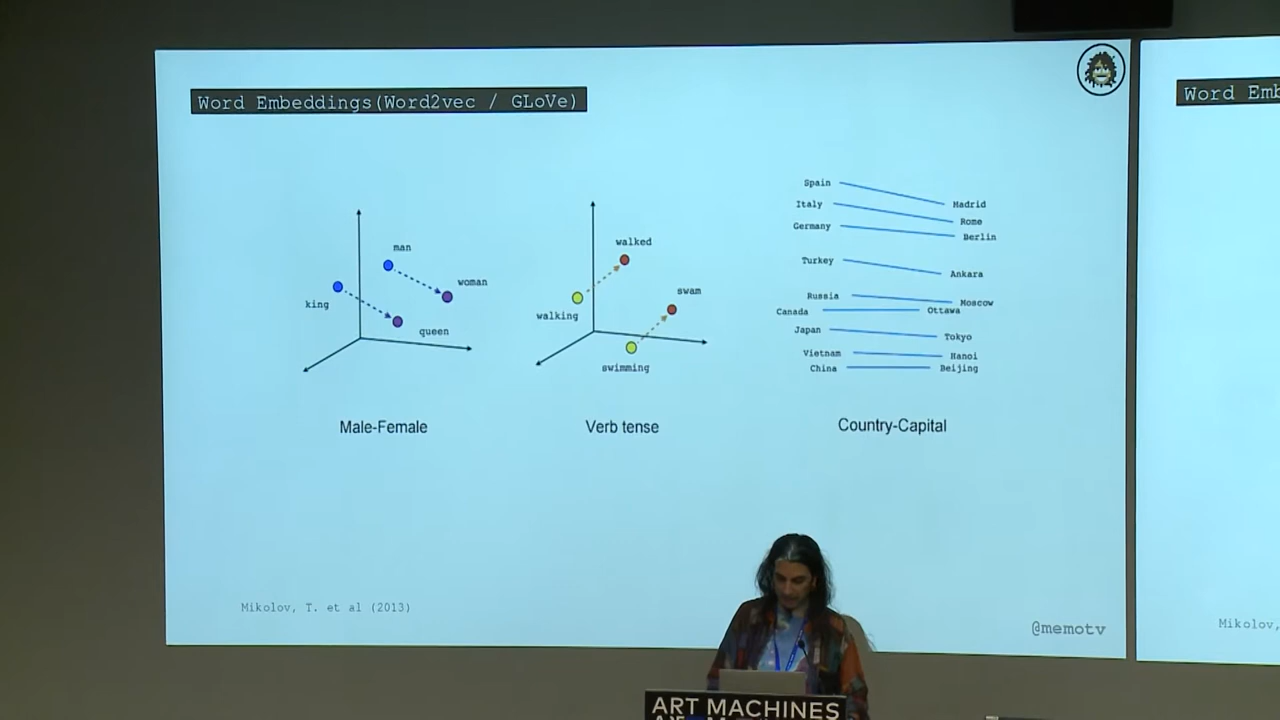 Word Embeddings(Word2vec / GLoVe)
Word Emb
man
woman
king
queen
Male-Female
walked
swam
walking
swimming
Verb tense
Spain Madrid
Italy Rome
Germany Berlin
Turkey Ankara
Russia Moscow
Canada Ottawa
Japan Tokyo
Vietnam Hanoi
China Beijing
Country-Capital
Mikolov, T. et al (2013)
@memotv
Mikolov,
ART MACHINES